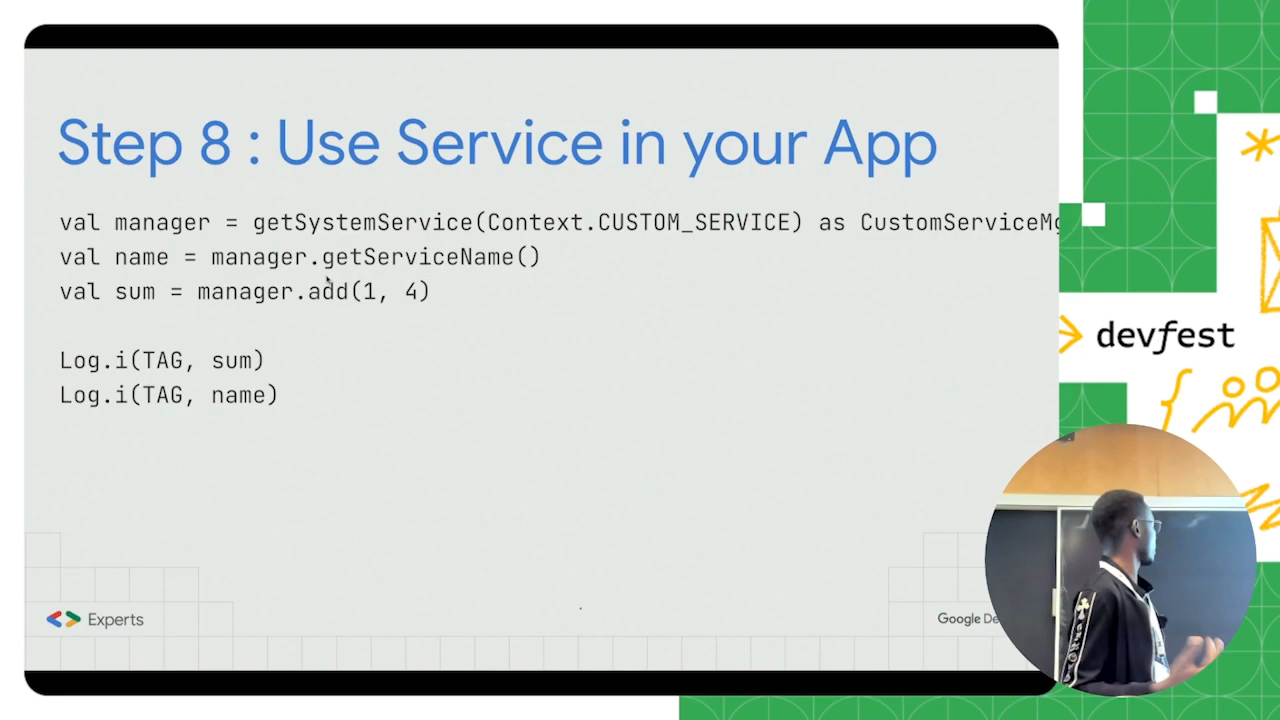 Step 8 : Use Service in your App
val manager = getSystemService(Context.CUSTOM_SERVICE) as CustomServiceMg
val name = manager.getServiceName()
val sum = manager.add(1, 4)
Log.i(TAG, sum)
Log.i(TAG, name)
devfest
Experts
Google De